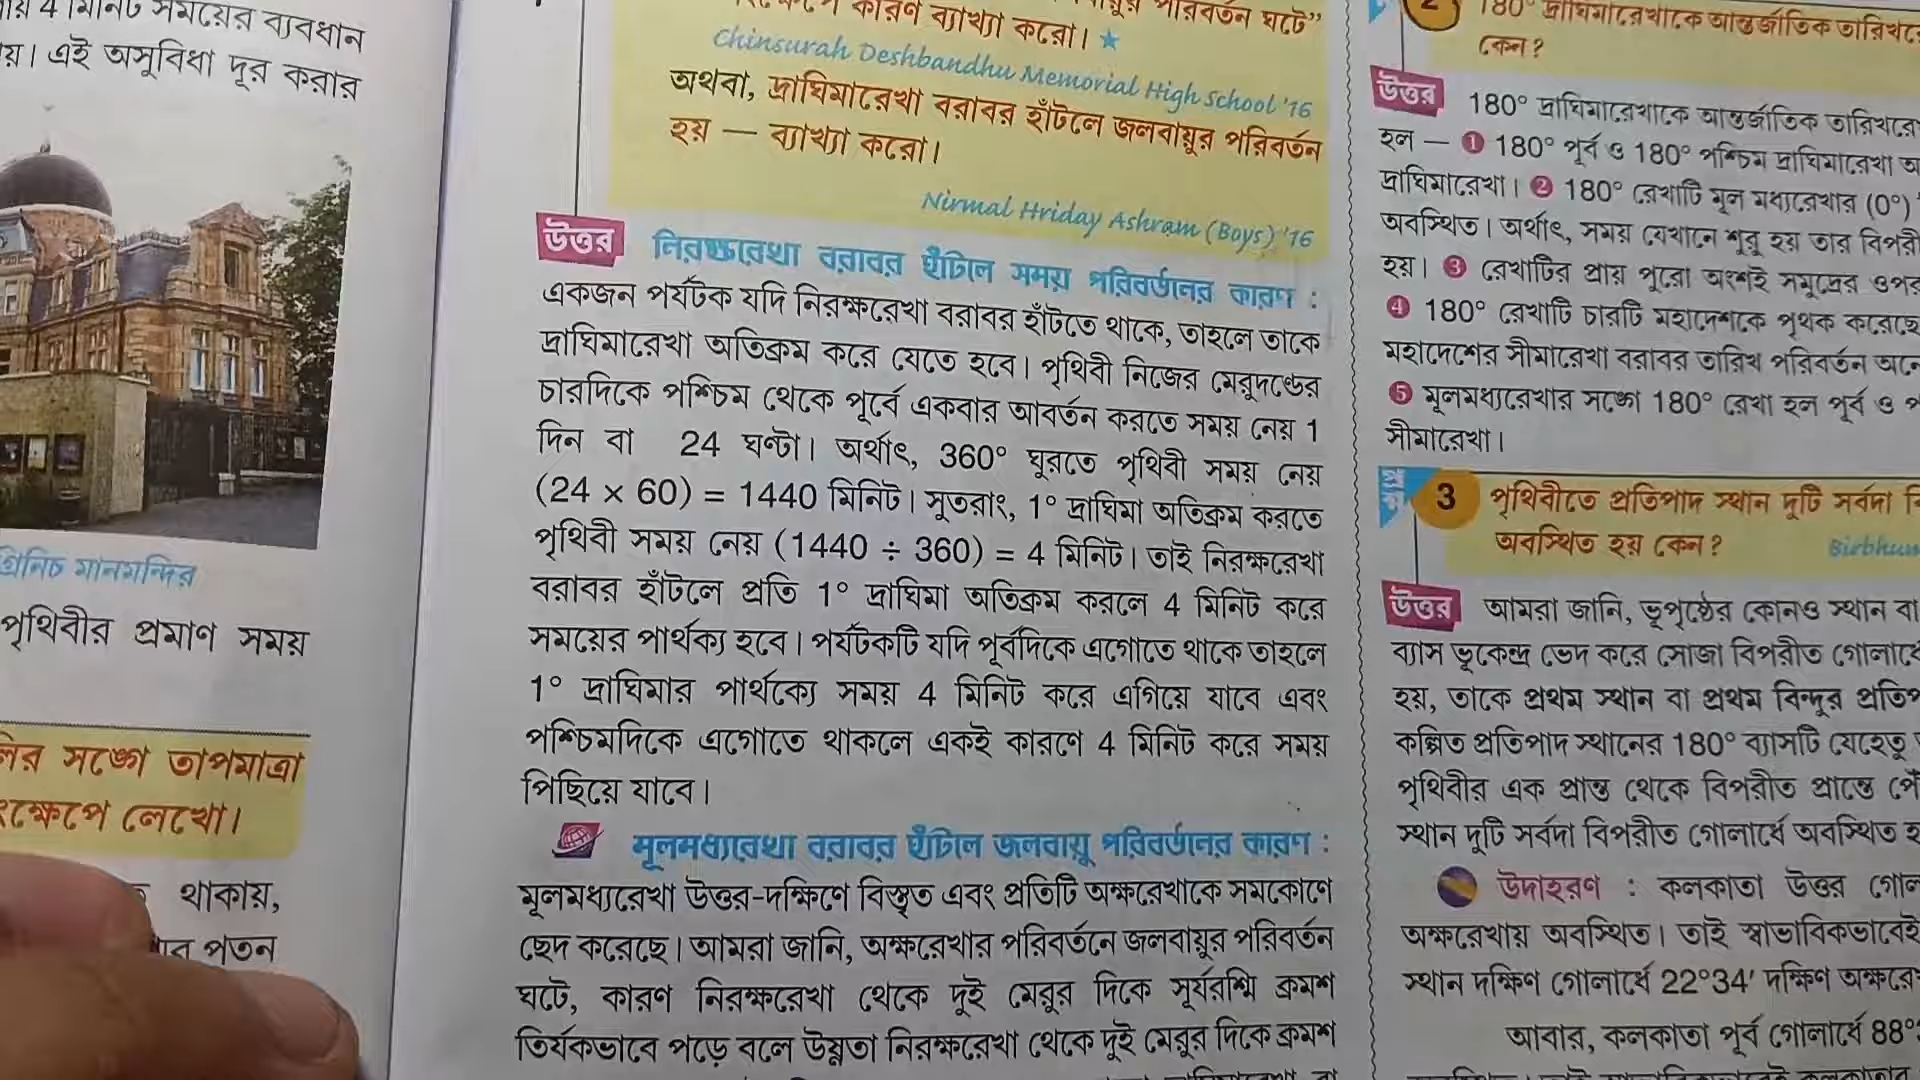 4 মিনিট সময়ের ব্যবধান
য়। এই অসুবিধা দূর করার
গ্রিনিচ মানমন্দির
পৃথিবীর প্রমাণ সময়
সঙ্গে তাপমাত্রা
লেখো।
থাকায়,
পতন
পরিবর্তন ঘটে”
কারণ ব্যাখ্যা করো। ★
Chinsurah Deshbandhu Memorial High School '16
অথবা, দ্রাঘিমারেখা বরাবর হাঁটলে জলবায়ুর পরিবর্তন
হয় — ব্যাখ্যা করো।
Nirmal Hriday Ashram (Boys) '16
উত্তর নিরক্ষরেখা বরাবর হাঁটলে সময় পরিবর্তনের কারণ :
একজন পর্যটক যদি নিরক্ষরেখা বরাবর হাঁটতে থাকে, তাহলে তাকে
দ্রাঘিমারেখা অতিক্রম করে যেতে হবে। পৃথিবী নিজের মেরুদণ্ডের
চারদিকে পশ্চিম থেকে পূর্বে একবার আবর্তন করতে সময় নেয় 1
দিন বা 24 ঘণ্টা। অর্থাৎ, 360° ঘুরতে পৃথিবী সময় নেয়
(24 × 60) = 1440 মিনিট। সুতরাং, 1° দ্রাঘিমা অতিক্রম করতে
পৃথিবী সময় নেয় (1440 ÷ 360) = 4 মিনিট। তাই নিরক্ষরেখা
বরাবর হাঁটলে প্রতি 1° দ্রাঘিমা অতিক্রম করলে 4 মিনিট করে
সময়ের পার্থক্য হবে। পর্যটকটি যদি পূর্বদিকে এগোতে থাকে তাহলে
1° দ্রাঘিমার পার্থক্যে সময় 4 মিনিট করে এগিয়ে যাবে এবং
পশ্চিমদিকে এগোতে থাকলে একই কারণে 4 মিনিট করে সময়
পিছিয়ে যাবে।
মূলমধ্যরেখা বরাবর হাঁটলে জলবায়ু পরিবর্তনের কারণ :
মূলমধ্যরেখা উত্তর-দক্ষিণে বিস্তৃত এবং প্রতিটি অক্ষরেখাকে সমকোণে
ছেদ করেছে। আমরা জানি, অক্ষরেখার পরিবর্তনে জলবায়ুর পরিবর্তন
ঘটে, কারণ নিরক্ষরেখা থেকে দুই মেরুর দিকে সূর্যরশ্মি ক্রমশ
তির্যকভাবে পড়ে বলে উষ্ণতা নিরক্ষরেখা থেকে দুই মেরুর দিকে ক্রমশ
2 180° দ্রাঘিমারেখাকে আন্তর্জাতিক
কেন?
উত্তর 180° দ্রাঘিমারেখাকে আন্তর্জাতিক
হল — 1 180° পূর্ব ও 180° পশ্চিম দ্রাঘিমারেখা
দ্রাঘিমারেখা। 2 180° রেখাটি মূল মধ্যরেখার (0°)
অবস্থিত। অর্থাৎ, সময় যেখানে শুরু হয় তার
হয়। 3 রেখাটির প্রায় পুরো অংশই সমুদ্রের
4 180° রেখাটি চারটি মহাদেশকে পৃথক
মহাদেশের সীমারেখা বরাবর তারিখ পরিবর্তন
5 মূলমধ্যরেখার সঙ্গে 180° রেখা হল পূর্ব ও
সীমারেখা।
প্রশ্ন 3 পৃথিবীতে প্রতিপাদ স্থান দুটি সর্বদা
অবস্থিত হয় কেন?
উত্তর আমরা জানি, ভূপৃষ্ঠের কোনও স্থান বা
ব্যাস ভূকেন্দ্র ভেদ করে সোজা বিপরীত
হয়, তাকে প্রথম স্থান বা প্রথম বিন্দুর
কল্পিত প্রতিপাদ স্থানের 180° ব্যাসটি যেহেতু
পৃথিবীর এক প্রান্ত থেকে বিপরীত প্রান্তে
স্থান দুটি সর্বদা বিপরীত গোলার্ধে অবস্থিত
উদাহরণ : কলকাতা উত্তর
অক্ষরেখায় অবস্থিত। তাই স্বাভাবিকভাবেই
স্থান দক্ষিণ গোলার্ধে 22°34′ দক্ষিণ
আবার, কলকাতা পূর্ব গোলার্ধে 88°